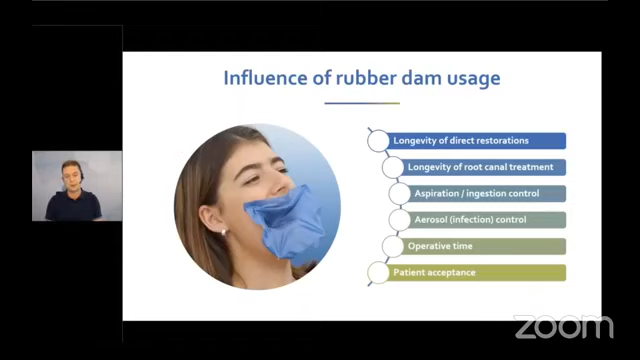 Influence of rubber dam usage
Longevity of direct restorations
Longevity of root canal treatment
Aspiration / ingestion control
Aerosol (infection) control
Operative time
Patient acceptance
zoom